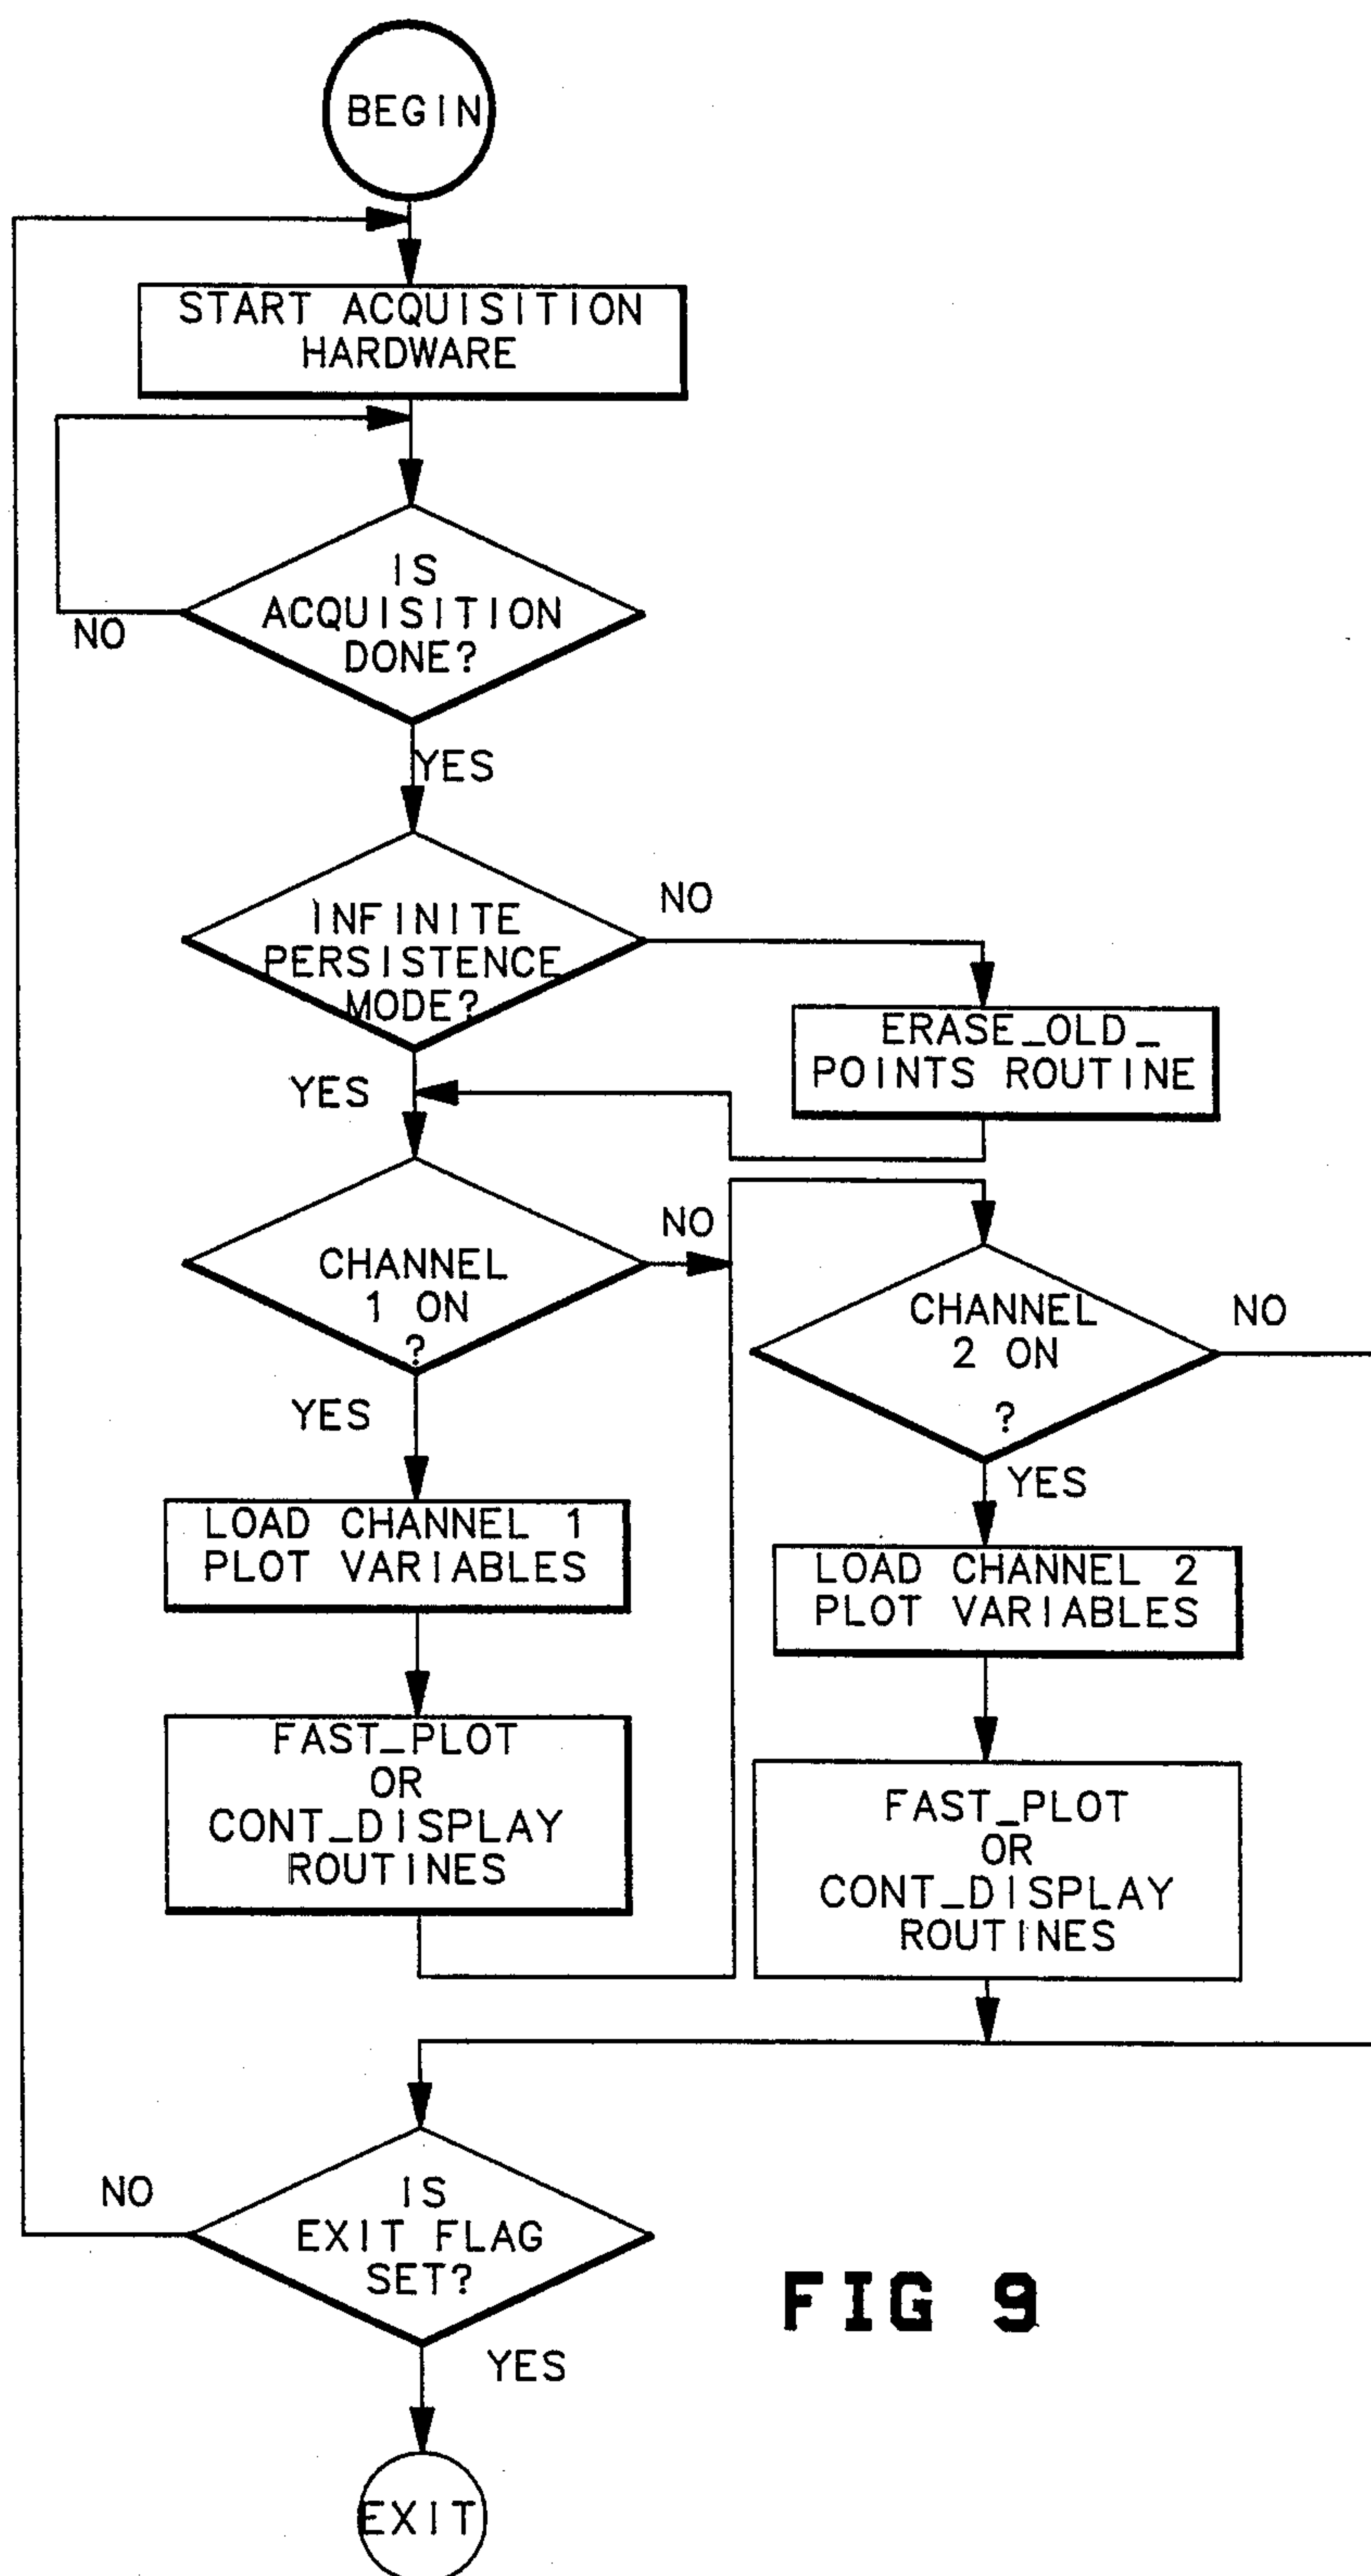 BEGIN
START ACQUISITION
HARDWARE
IS
ACQUISITION
DONE?
NO
YES
INFINITE
PERSISTENCE
MODE?
NO
ERASE_OLD_
POINTS ROUTINE
YES
CHANNEL
1 ON
?
NO
CHANNEL
2 ON
?
NO
YES
YES
LOAD CHANNEL 1
PLOT VARIABLES
LOAD CHANNEL 2
PLOT VARIABLES
FAST_PLOT
OR
CONT_DISPLAY
ROUTINES
FAST_PLOT
OR
CONT_DISPLAY
ROUTINES
NO
IS
EXIT FLAG
SET?
YES
EXIT
FIG 9